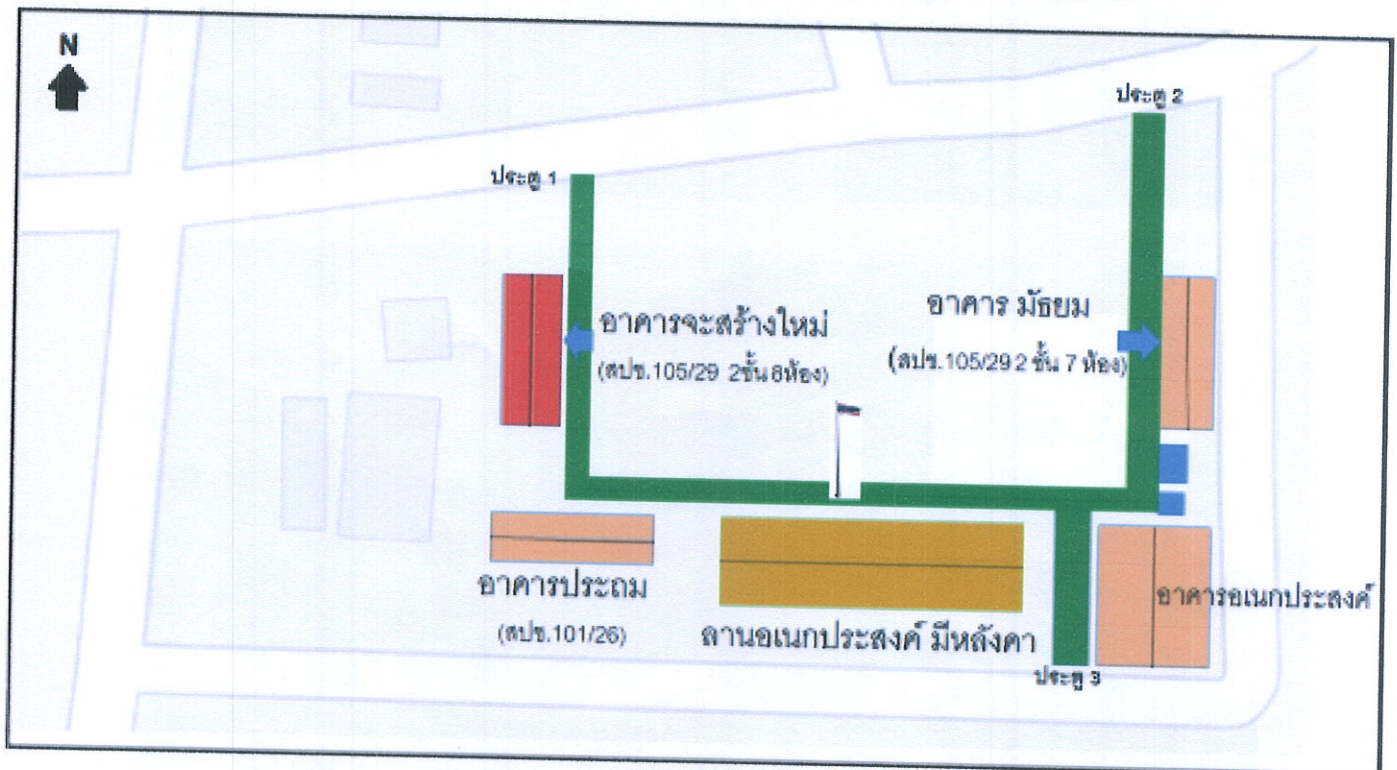 N
ประตู 2
ประตู 1
อาคารจะสร้างใหม่
(สปช.105/29 2ชั้น 8ห้อง)
อาคาร มัธยม
(สปช.105/29 2 ชั้น 7 ห้อง)
อาคารประถม
(สปช.101/26)
ลานอเนกประสงค์ มีหลังคา
อาคารอเนกประสงค์
ประตู 3